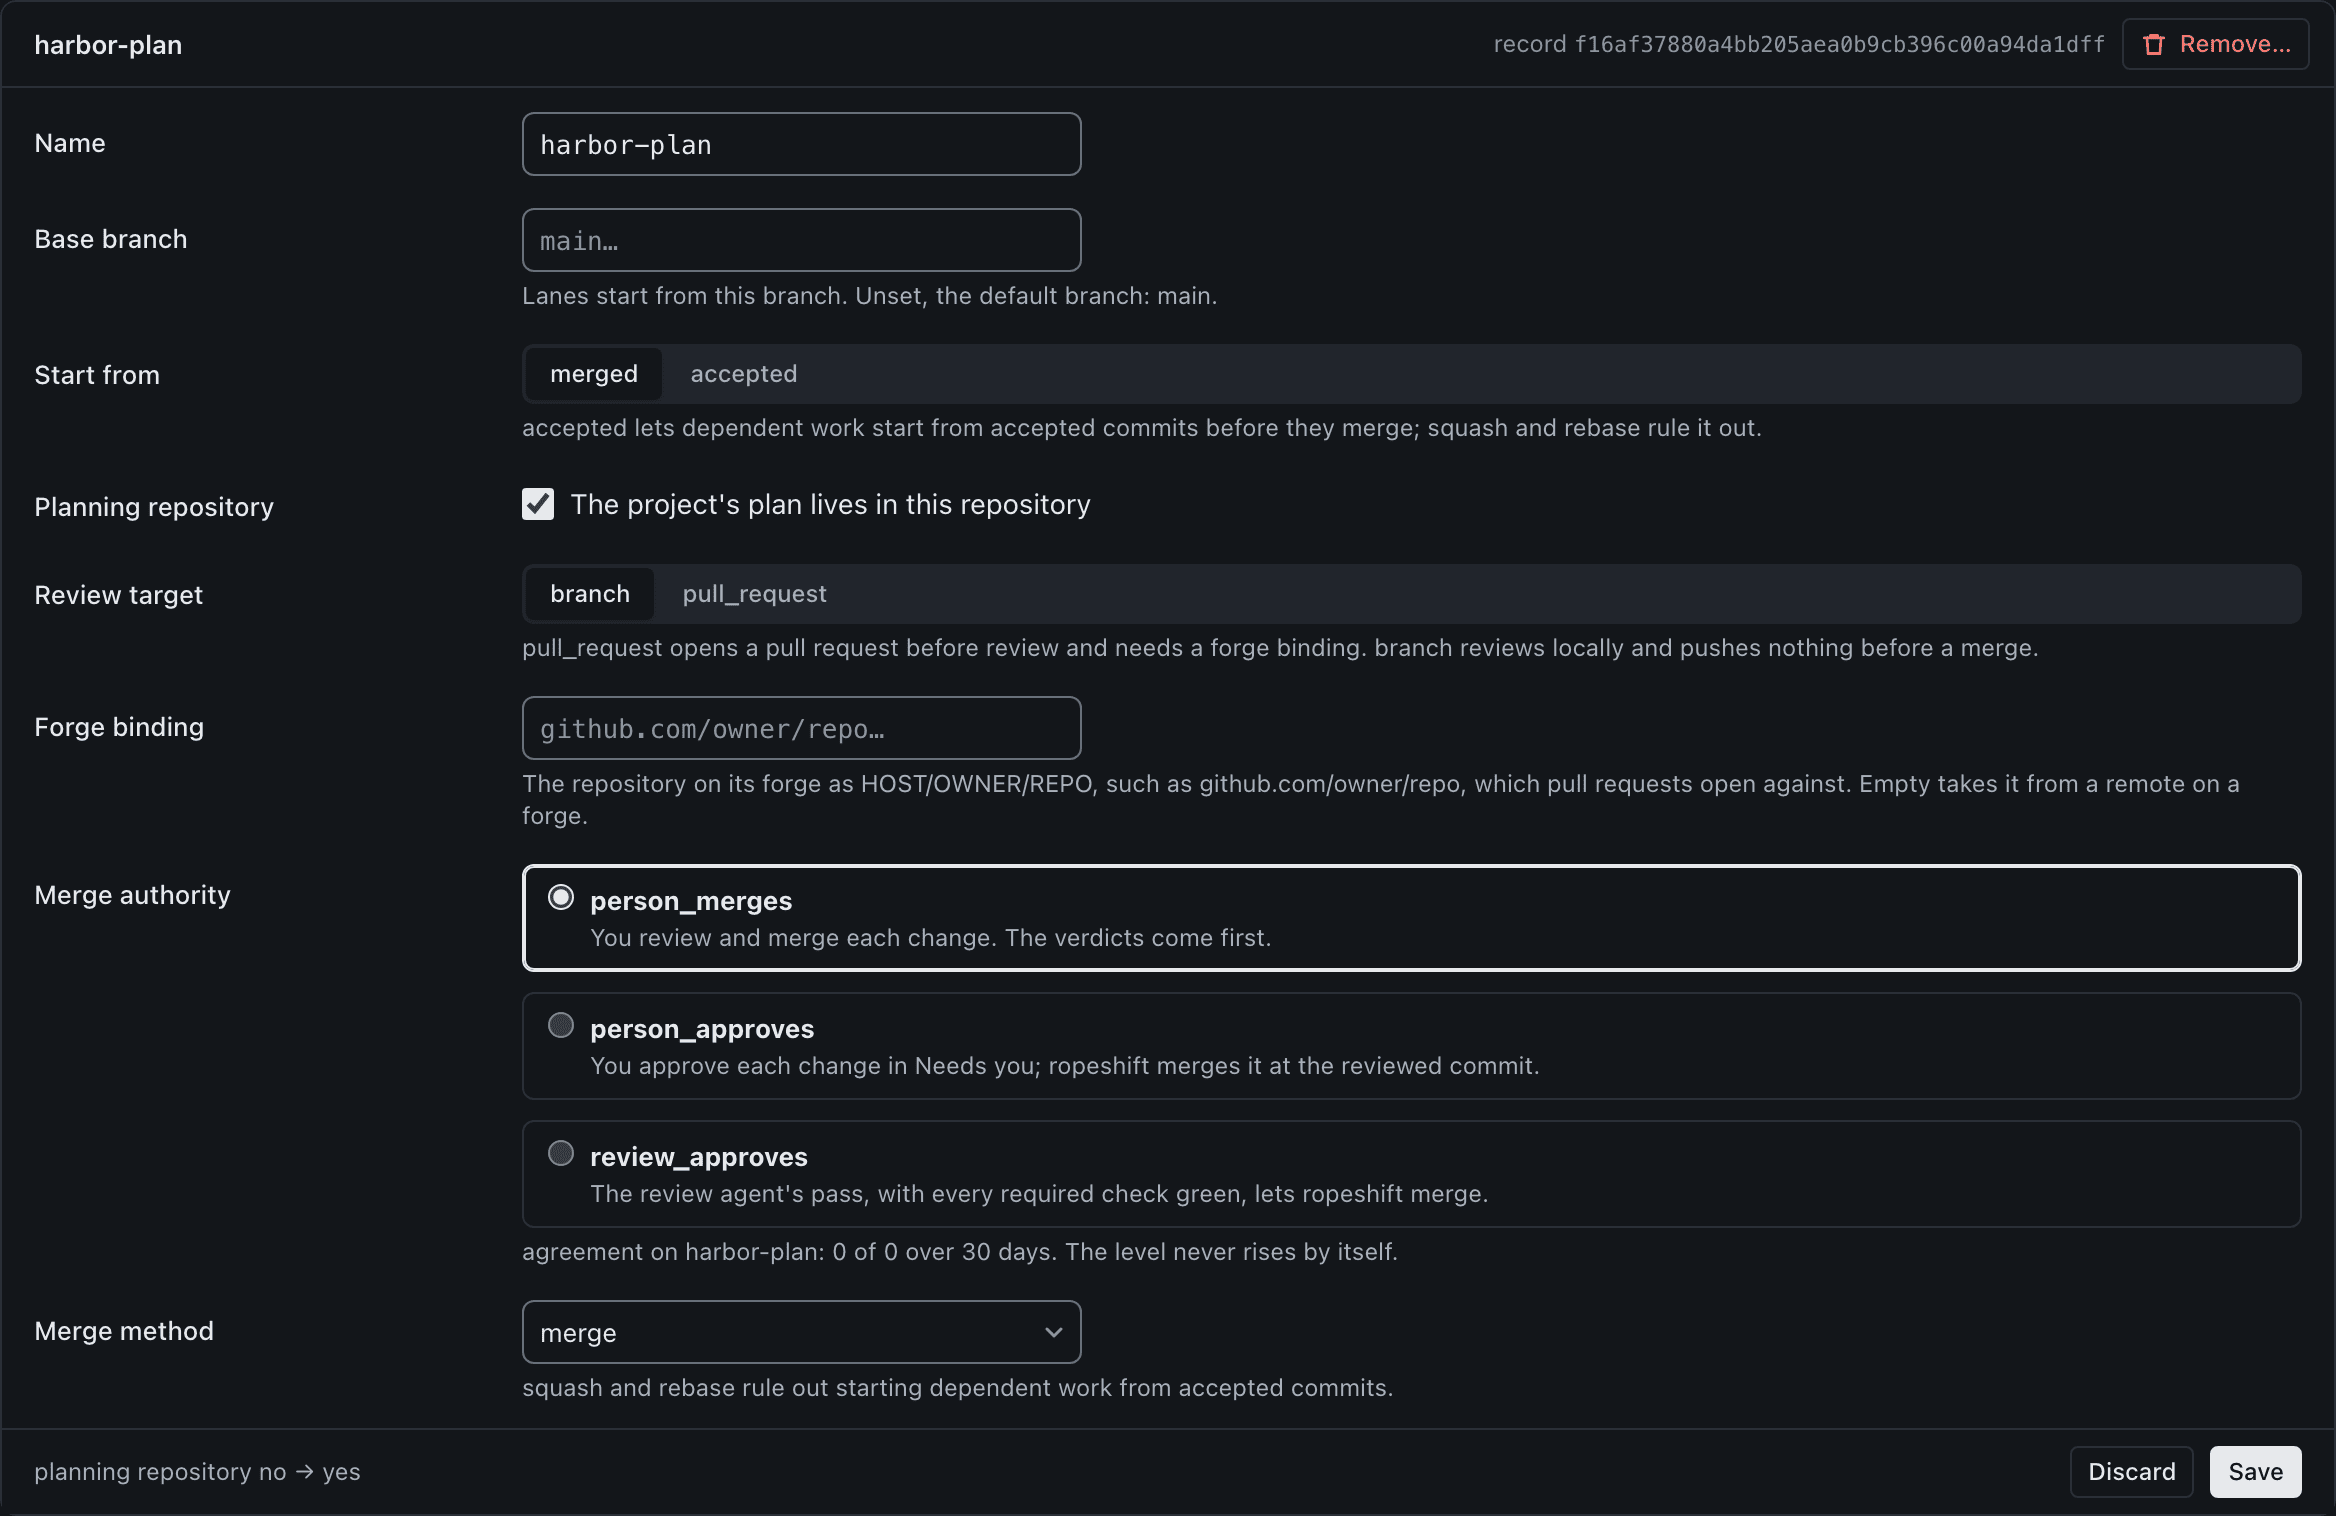 harbor-plan
record f16af37880a4bb205aea0b9cb396c00a94da1dff
Remove...
Name
harbor-plan
Base branch
main…
Lanes start from this branch. Unset, the default branch: main.
Start from
merged
accepted
accepted lets dependent work start from accepted commits before they merge; squash and rebase rule it out.
Planning repository
The project's plan lives in this repository
Review target
branch
pull_request
pull_request opens a pull request before review and needs a forge binding. branch reviews locally and pushes nothing before a merge.
Forge binding
github.com/owner/repo…
The repository on its forge as HOST/OWNER/REPO, such as github.com/owner/repo, which pull requests open against. Empty takes it from a remote on a
forge.
Merge authority
person_merges
You review and merge each change. The verdicts come first.
person_approves
You approve each change in Needs you; ropeshift merges it at the reviewed commit.
review_approves
The review agent's pass, with every required check green, lets ropeshift merge.
agreement on harbor-plan: 0 of 0 over 30 days. The level never rises by itself.
Merge method
merge
squash and rebase rule out starting dependent work from accepted commits.
planning repository no → yes
Discard
Save